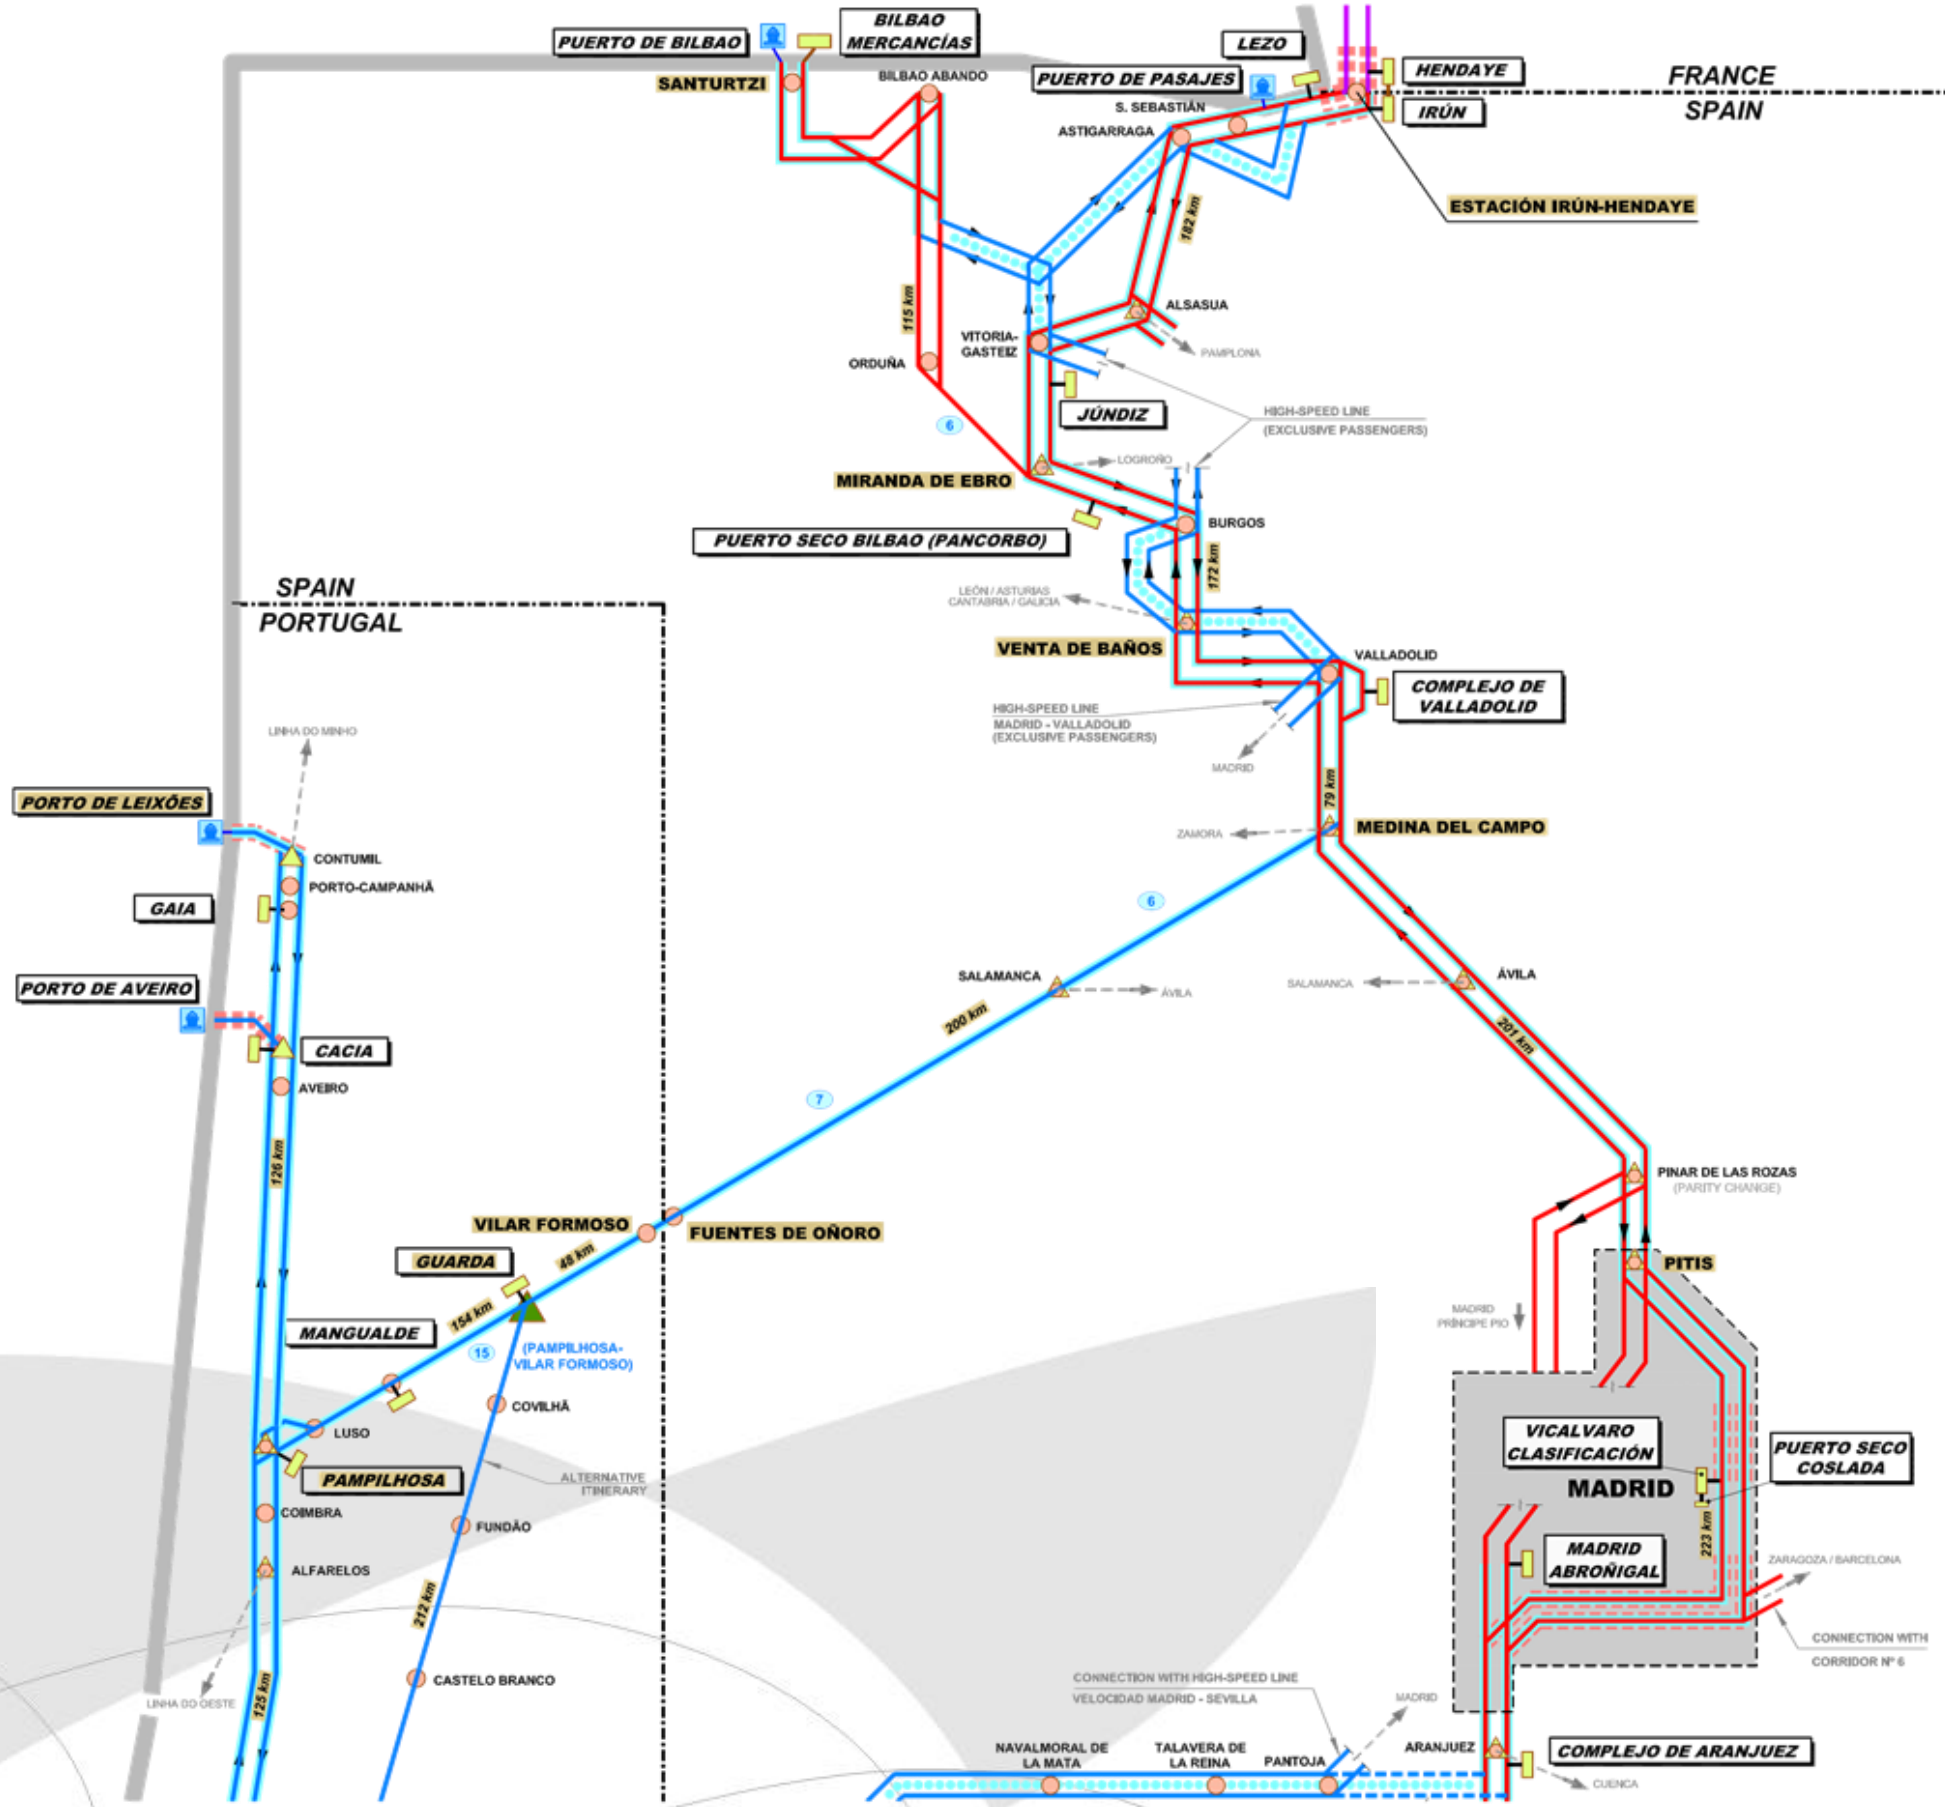 BILBAO
MERCANCÍAS
PUERTO DE BILBAO
LEZO
HENDAYE
FRANCE
SPAIN
SANTURTZI
BILBAO ABANDO
PUERTO DE PASAJES
S. SEBASTIÁN
ASTIGARRAGA
IRÚN
ESTACIÓN IRÚN-HENDAYE
182 km
115 km
ALSASUA
VITORIA-
GASTEIZ
PAMPLONA
ORDUÑA
JÚNDIZ
HIGH-SPEED LINE
(EXCLUSIVE PASSENGERS)
6
LOGROÑO
MIRANDA DE EBRO
BURGOS
PUERTO SECO BILBAO (PANCORBO)
172 km
SPAIN
PORTUGAL
LEÓN / ASTURIAS
CANTABRIA / GALICIA
VENTA DE BAÑOS
VALLADOLID
COMPLEJO DE
VALLADOLID
HIGH-SPEED LINE
MADRID - VALLADOLID
(EXCLUSIVE PASSENGERS)
MADRID
LINHA DO MINHO
79 km
PORTO DE LEIXÕES
ZAMORA
MEDINA DEL CAMPO
CONTUMIL
PORTO-CAMPANHÃ
GAIA
6
SALAMANCA
ÁVILA
SALAMANCA
ÁVILA
PORTO DE AVEIRO
200 km
201 km
CACIA
AVEIRO
7
126 km
PINAR DE LAS ROZAS
(PARITY CHANGE)
VILAR FORMOSO
FUENTES DE OÑORO
GUARDA
48 km
PITIS
154 km
MANGUALDE
15
(PAMPILHOSA-
VILAR FORMOSO)
MADRID
PRÍNCIPE PIO
COVILHÃ
LUSO
VICALVARO
CLASIFICACIÓN
PUERTO SECO
COSLADA
PAMPILHOSA
ALTERNATIVE
ITINERARY
MADRID
COIMBRA
FUNDÃO
223 km
MADRID
ABROÑIGAL
ZARAGOZA / BARCELONA
ALFARELOS
212 km
CONNECTION WITH
CORRIDOR Nº 6
CASTELO BRANCO
CONNECTION WITH HIGH-SPEED LINE
VELOCIDAD MADRID - SEVILLA
MADRID
LINHA DO OESTE
125 km
NAVALMORAL DE
LA MATA
TALAVERA DE
LA REINA
PANTOJA
ARANJUEZ
COMPLEJO DE ARANJUEZ
CUENCA